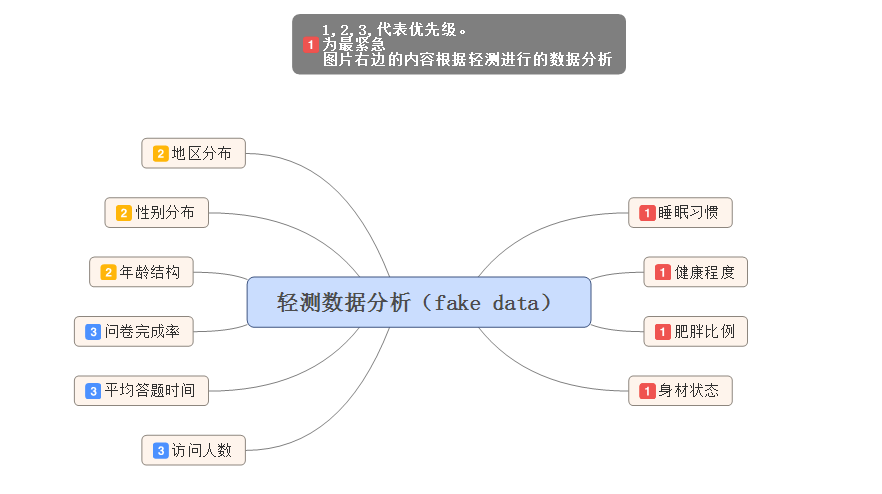 1,2,3,代表优先级。
1 为最紧急
图片右边的内容根据轻测进行的数据分析
2 地区分布
2 性别分布
2 年龄结构
3 问卷完成率
3 平均答题时间
3 访问人数
轻测数据分析（fake data）
1 睡眠习惯
1 健康程度
1 肥胖比例
1 身材状态